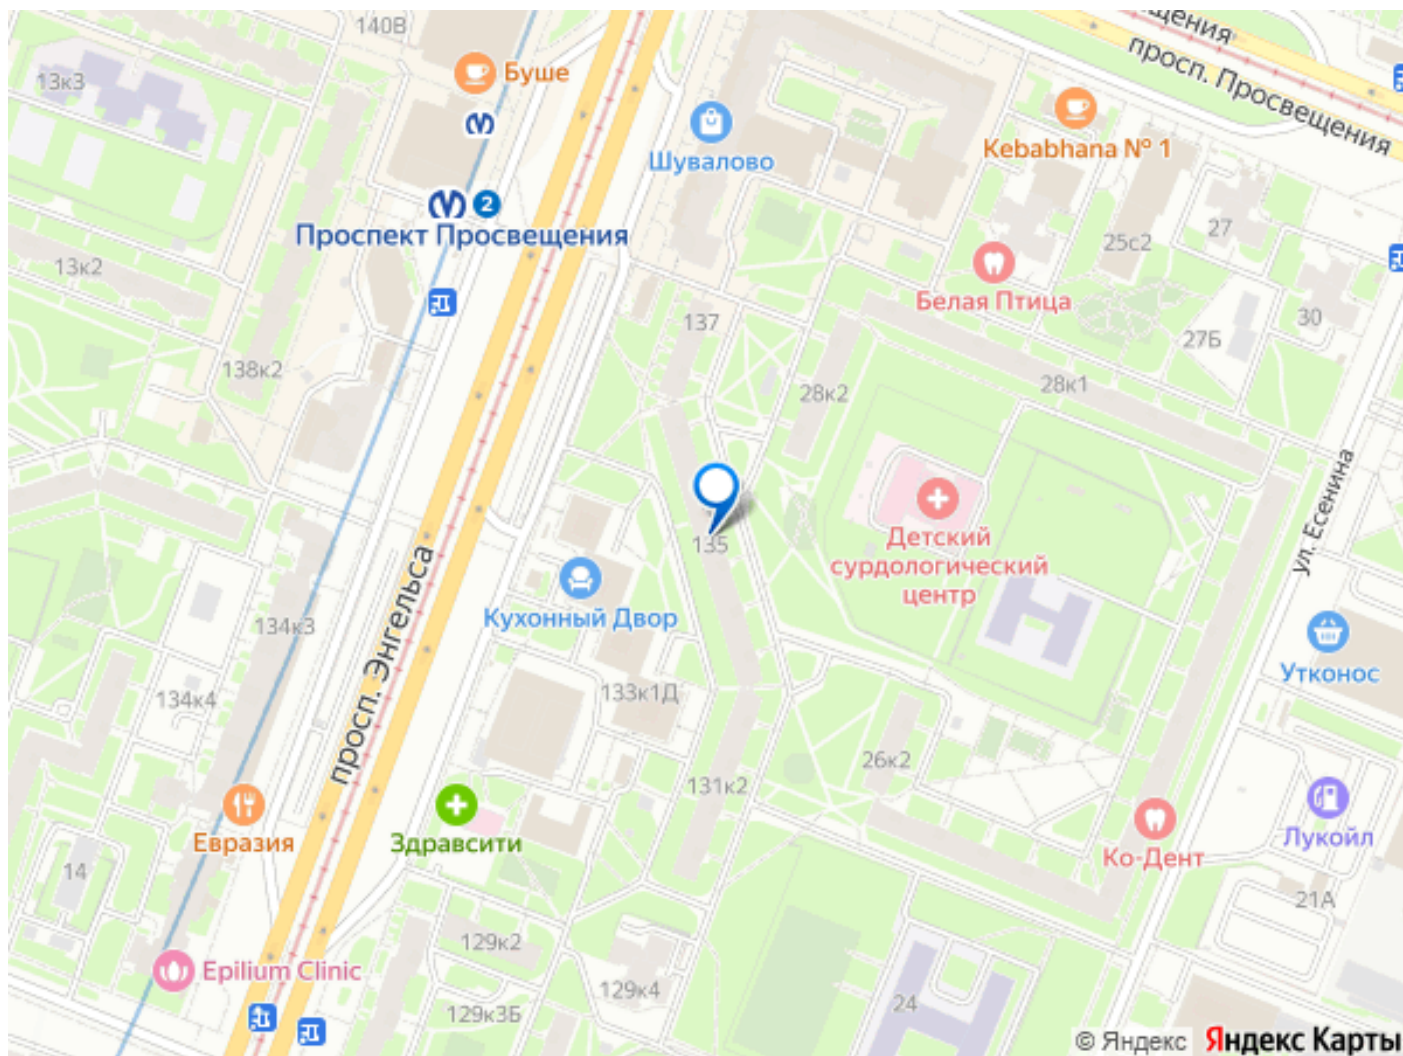 140В
щения
просп. Просвещения
13к3
Буше
Kebabhana № 1
Шувалово
2
Проспект Просвещения
27
25с2
13к2
Белая Птица
137
30
27Б
138к2
28к2
28к1
ул. Есенина
135
Детский
сурдологический
центр
просп. Энгельса
Кухонный Двор
134к3
Утконос
134к4
133к1Д
26к2
131к2
Евразия
Здравсити
Лукойл
Ко-Дент
14
21А
129к2
Epilium Clinic
129к4
24
129к3Б
© Яндекс Яндекс Карты